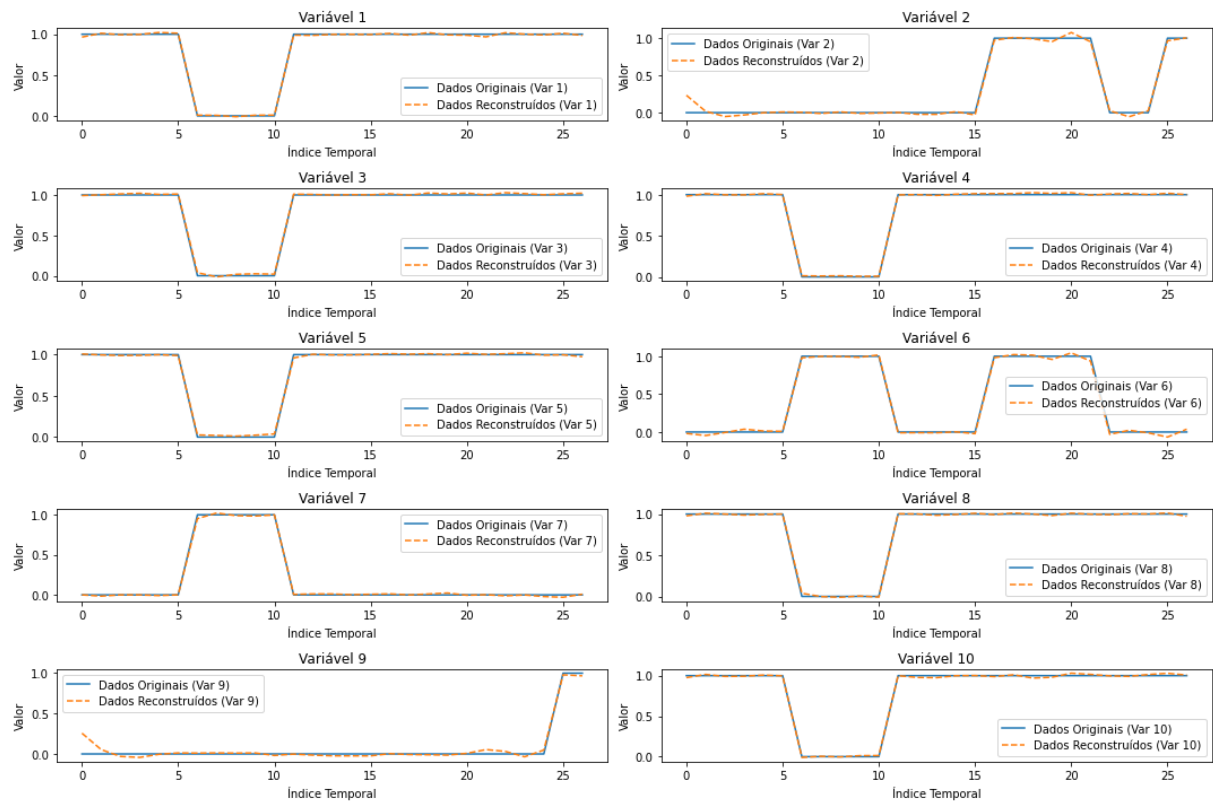 Variável 1
Valor
1.0
0.5
0.0
Dados Originais (Var 1)
Dados Reconstruídos (Var 1)
0 5 10 15 20 25
Índice Temporal
Variável 2
Valor
1.0
0.5
0.0
Dados Originais (Var 2)
Dados Reconstruídos (Var 2)
0 5 10 15 20 25
Índice Temporal
Variável 3
Valor
1.0
0.5
0.0
Dados Originais (Var 3)
Dados Reconstruídos (Var 3)
0 5 10 15 20 25
Índice Temporal
Variável 4
Valor
1.0
0.5
0.0
Dados Originais (Var 4)
Dados Reconstruídos (Var 4)
0 5 10 15 20 25
Índice Temporal
Variável 5
Valor
1.0
0.5
0.0
Dados Originais (Var 5)
Dados Reconstruídos (Var 5)
0 5 10 15 20 25
Índice Temporal
Variável 6
Valor
1.0
0.5
0.0
Dados Originais (Var 6)
Dados Reconstruídos (Var 6)
0 5 10 15 20 25
Índice Temporal
Variável 7
Valor
1.0
0.5
0.0
Dados Originais (Var 7)
Dados Reconstruídos (Var 7)
0 5 10 15 20 25
Índice Temporal
Variável 8
Valor
1.0
0.5
0.0
Dados Originais (Var 8)
Dados Reconstruídos (Var 8)
0 5 10 15 20 25
Índice Temporal
Variável 9
Valor
1.0
0.5
0.0
Dados Originais (Var 9)
Dados Reconstruídos (Var 9)
0 5 10 15 20 25
Índice Temporal
Variável 10
Valor
1.0
0.5
0.0
Dados Originais (Var 10)
Dados Reconstruídos (Var 10)
0 5 10 15 20 25
Índice Temporal